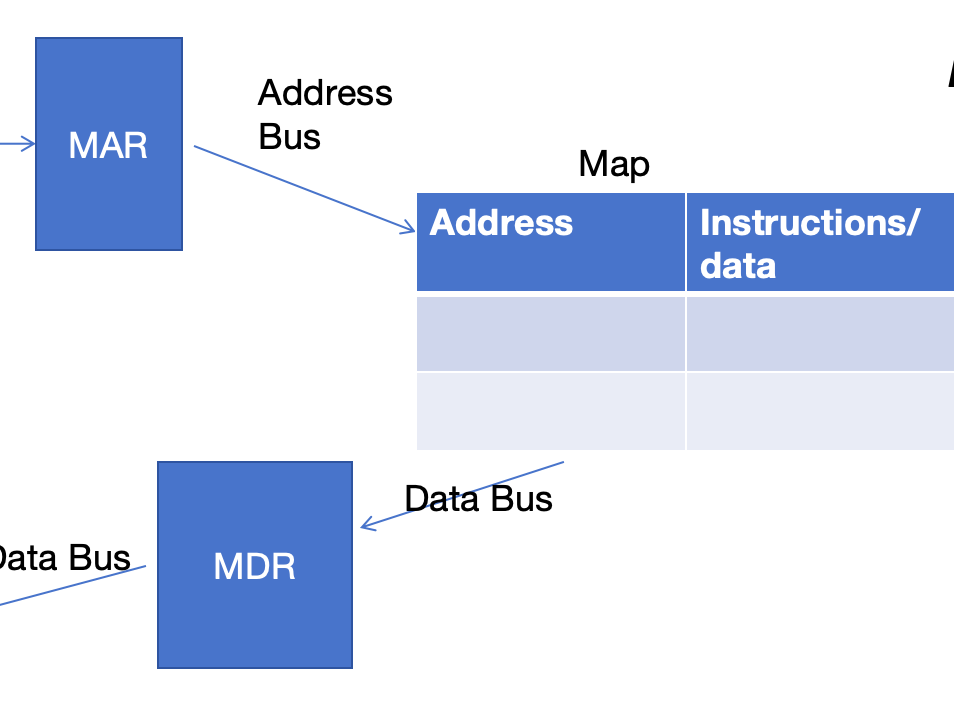 MAR
Address
Bus
Map
Address
Instructions/
data
Data Bus
MDR
Data Bus